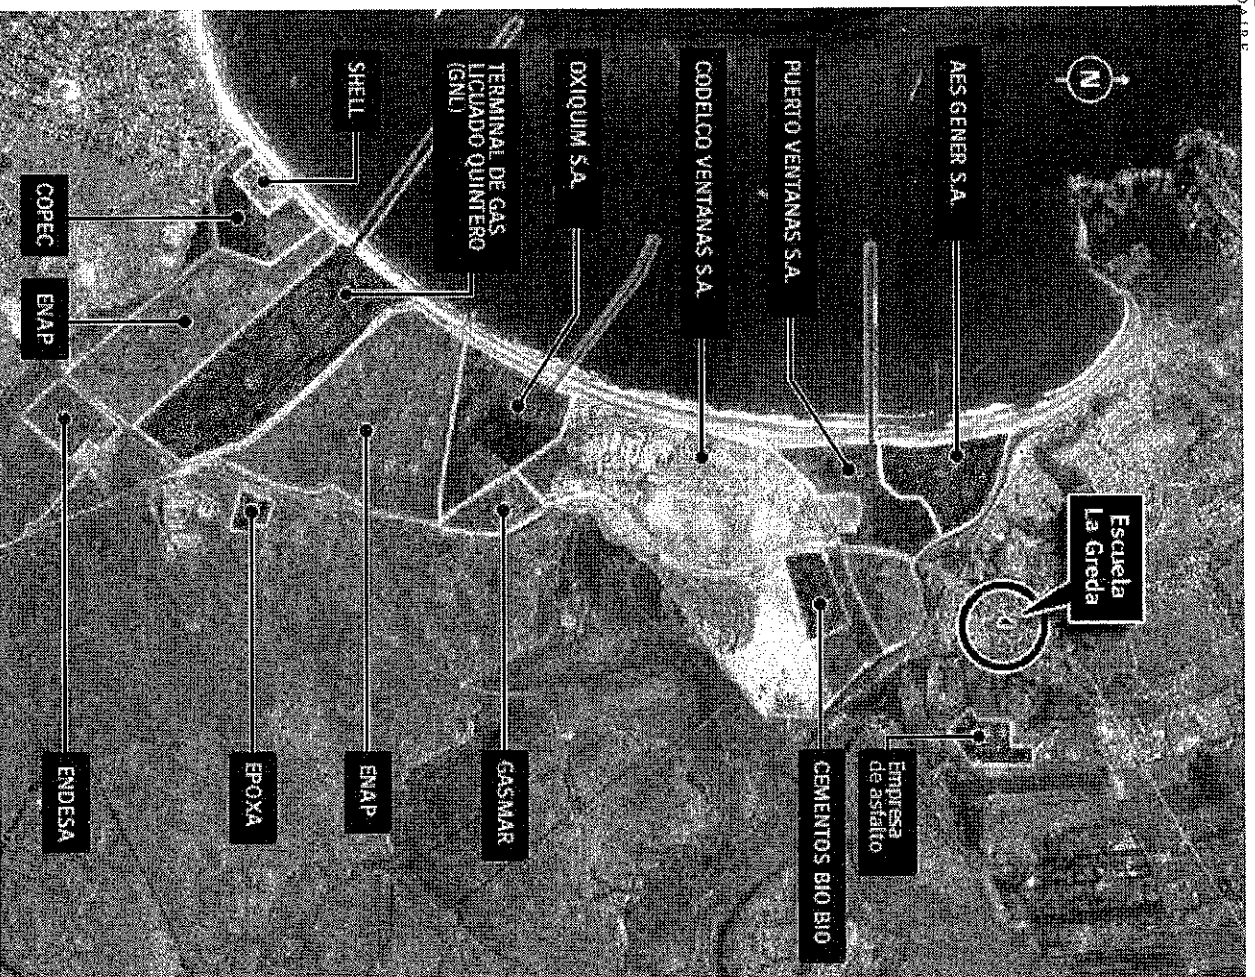 N
Escuela
La Greda
AES GENER S.A.
Empresa
de asfalto
CEMENTOS BIO BIO
PUERTO VENTANAS S.A.
CODELCO VENTANAS S.A.
OXIQUIM S.A.
GASMAR
TERMINAL DE GAS
LICUADO QUINTERO
(GNL)
SHELL
ENAP
EPOXA
COPEC
ENAP
ENDESA